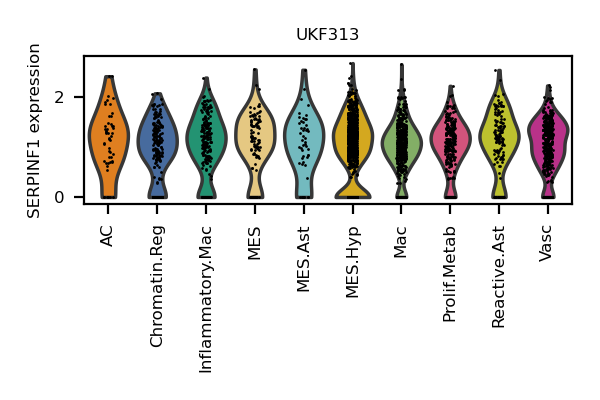 UKF313
SERPINF1 expression
2
0
AC
Chromatin.Reg
Inflammatory.Mac
MES
MES.Ast
MES.Hyp
Mac
Prolif.Metab
Reactive.Ast
Vasc